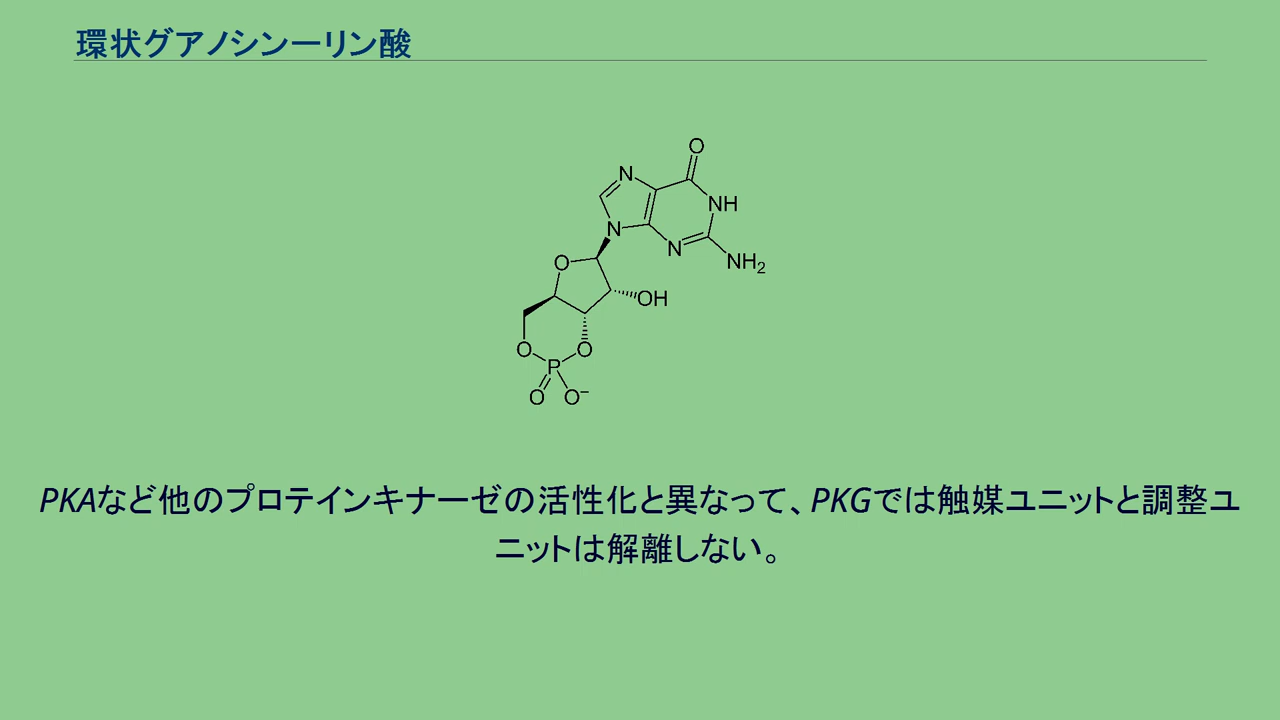 環状グアノシンーリン酸
O
N
NH
N
N
NH2
O
OH
O
O
P
O
O−
PKAなど他のプロテインキナーゼの活性化と異なって、PKGでは触媒ユニットと調整ユ
ニットは解離しない。